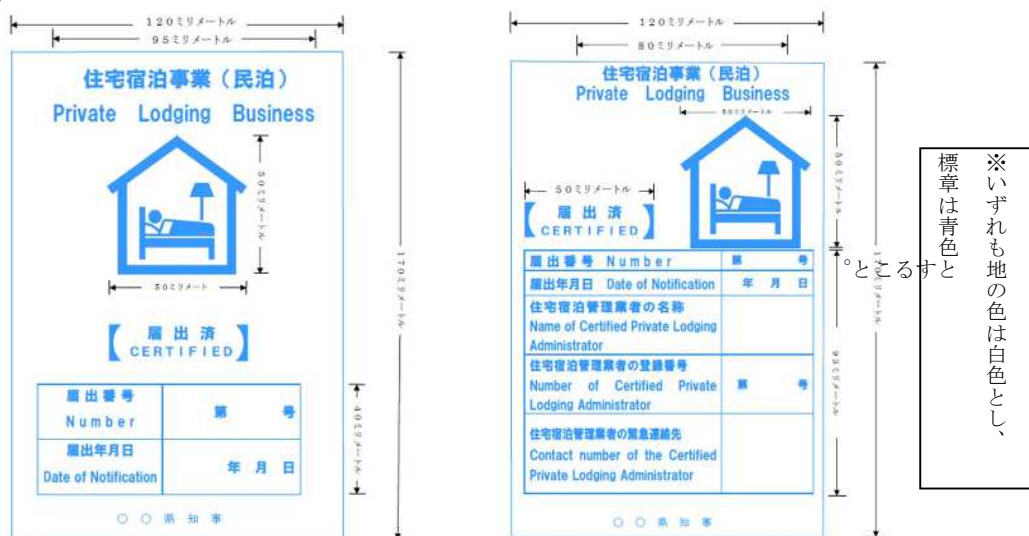 120ミリメートル
95ミリメートル
住宅宿泊事業（民泊）
Private Lodging Business
50ミリメートル
50ミリメート
【届出済
CERTIFIED】
届出番号
Number
第 号
届出年月日
Date of Notification
年 月 日
40ミリメートル
〇 〇 県 知 事
170ミリメートル
120ミリメートル
80ミリメートル
住宅宿泊事業（民泊）
Private Lodging Business
50ミリメートル
50ミリメートル
50ミリメートル
【届出済
CERTIFIED】
届出番号 Number
第 号
届出年月日 Date of Notification
年 月 日
住宅宿泊管理業者の名称
Name of Certified Private Lodging
Administrator
住宅宿泊管理業者の登録番号
Number of Certified Private
Lodging Administrator
第 号
住宅宿泊管理業者の緊急連絡先
Contact number of the Certified
Private Lodging Administrator
〇 〇 県 知 事
170ミリメートル
※いずれも地の色は白色とし、
標章は青色
とするところと。